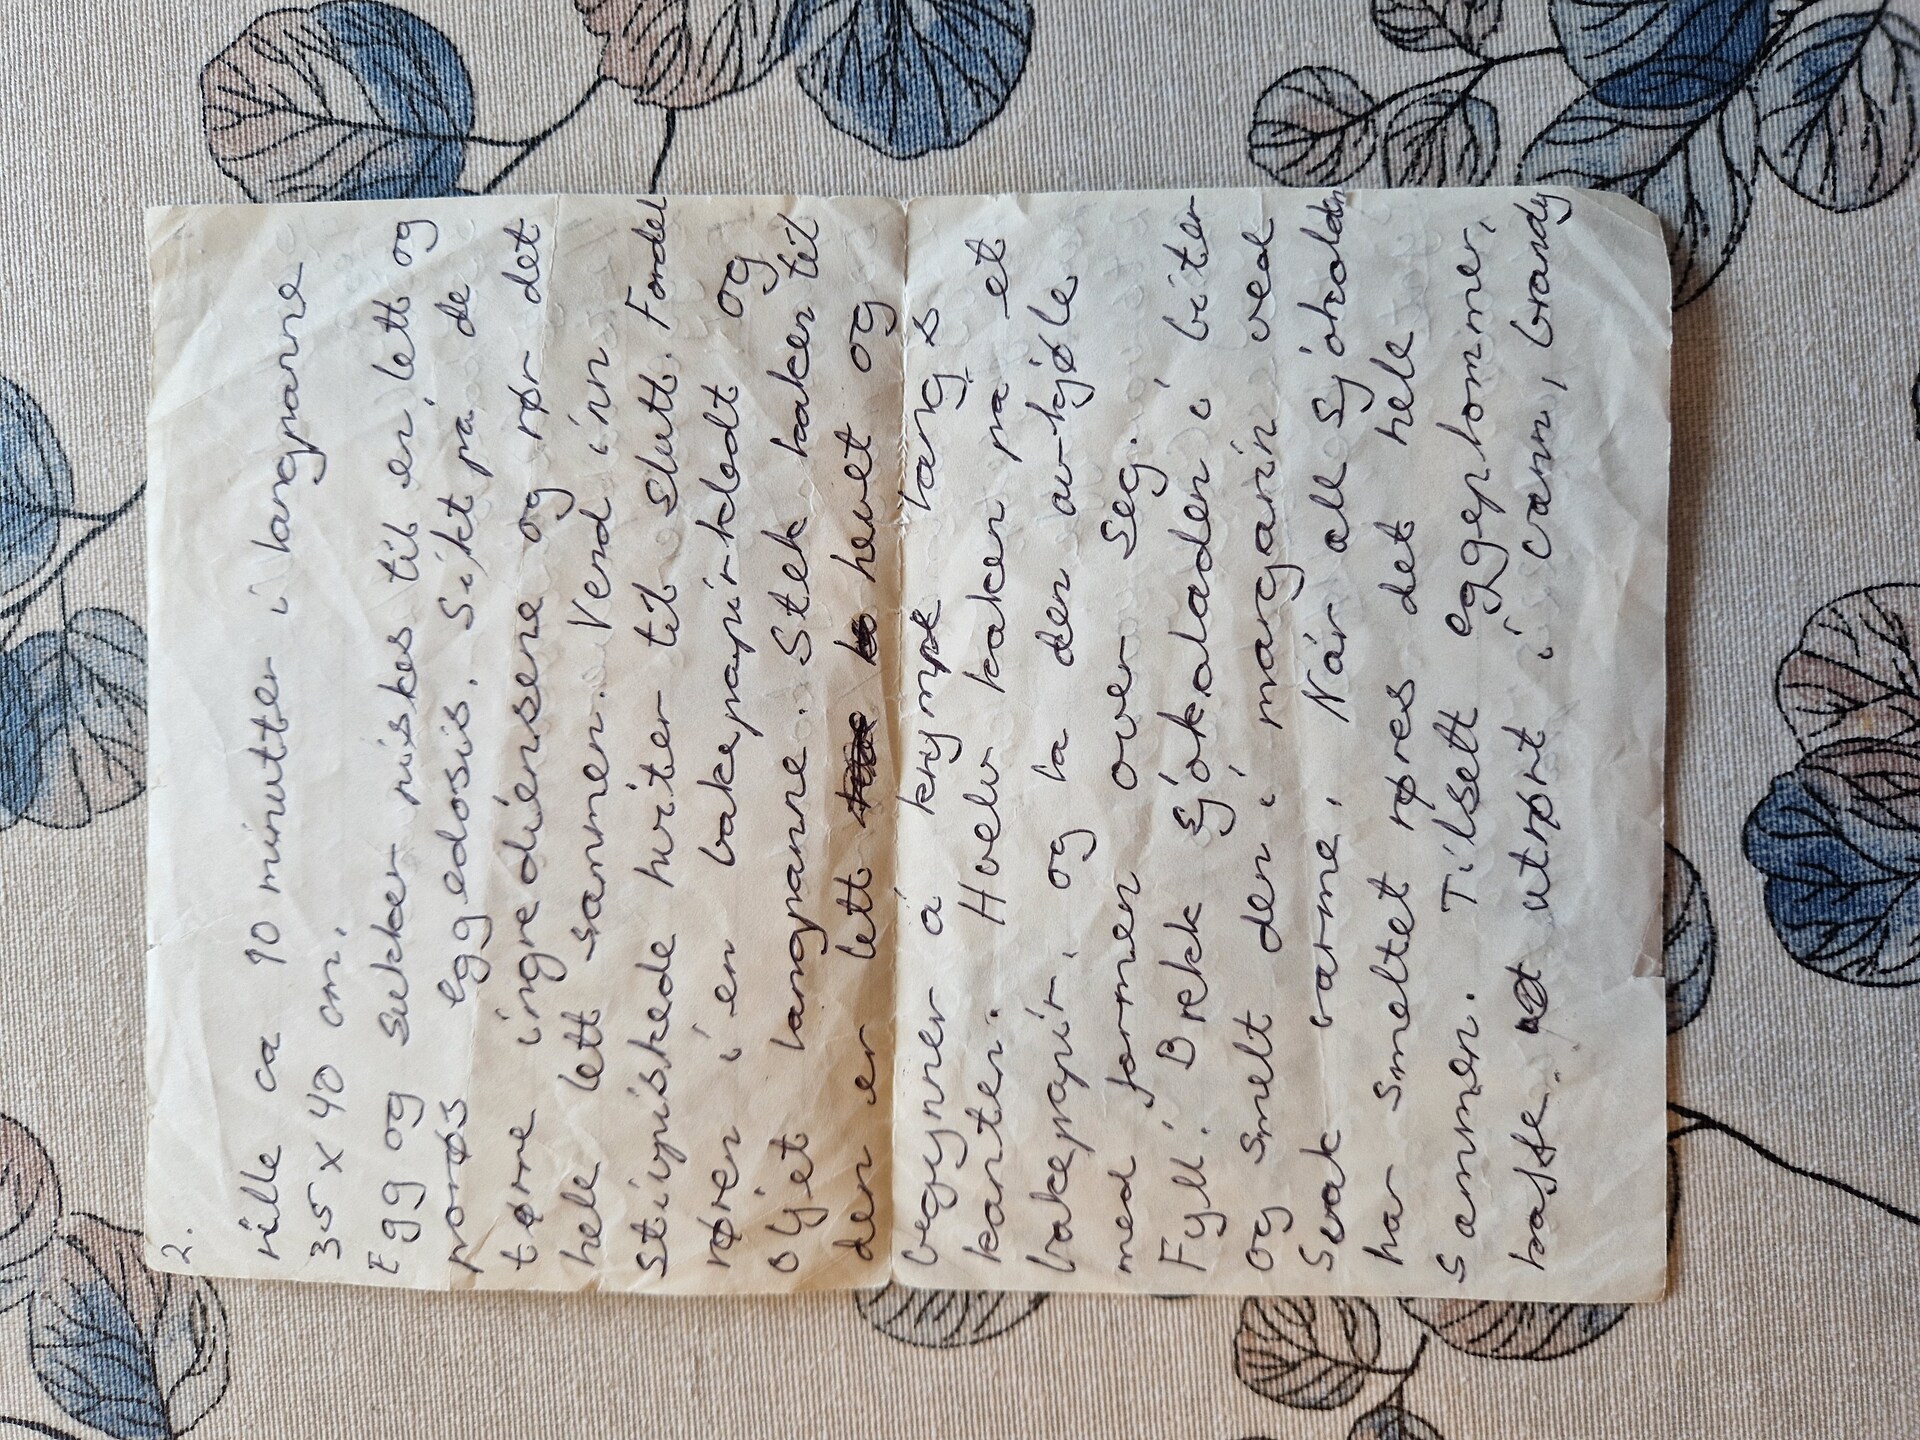 2.
rille ca 10 minutter i langpanne
35 x 40 cm.
Egg og sukker piskes til en lett og
porøs eggedosis. Sikt på de
tørre ingrediensene og rør det
hele lett sammen. Vend inn
stivpiskede hviter til slutt. Fordel
røren i en bakepapirkledt og
oljet langpanne. Stek kaken til
den er lett hevet og
begynner å krympe langs
kanten. Hvelv kaken på et
bakepapir, og la den avkjøle
med formen over seg.
Fyll: Brekk sjokoladen i biter
og smelt den i margarin ved
svak varme. Når all sjokoladen
har smeltet røres det hele
sammen. Tilsett eggeplommer,
kaffe utrørt i vann, brandy